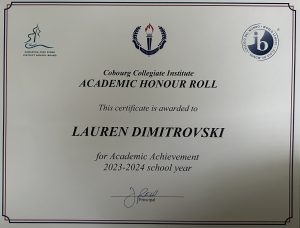 Cobourg Collegiate Institute
ACADEMIC HONOUR ROLL
This certificate is awarded to
LAUREN DIMITROVSKI
for Academic Achievement
2023-2024 school year
Principal